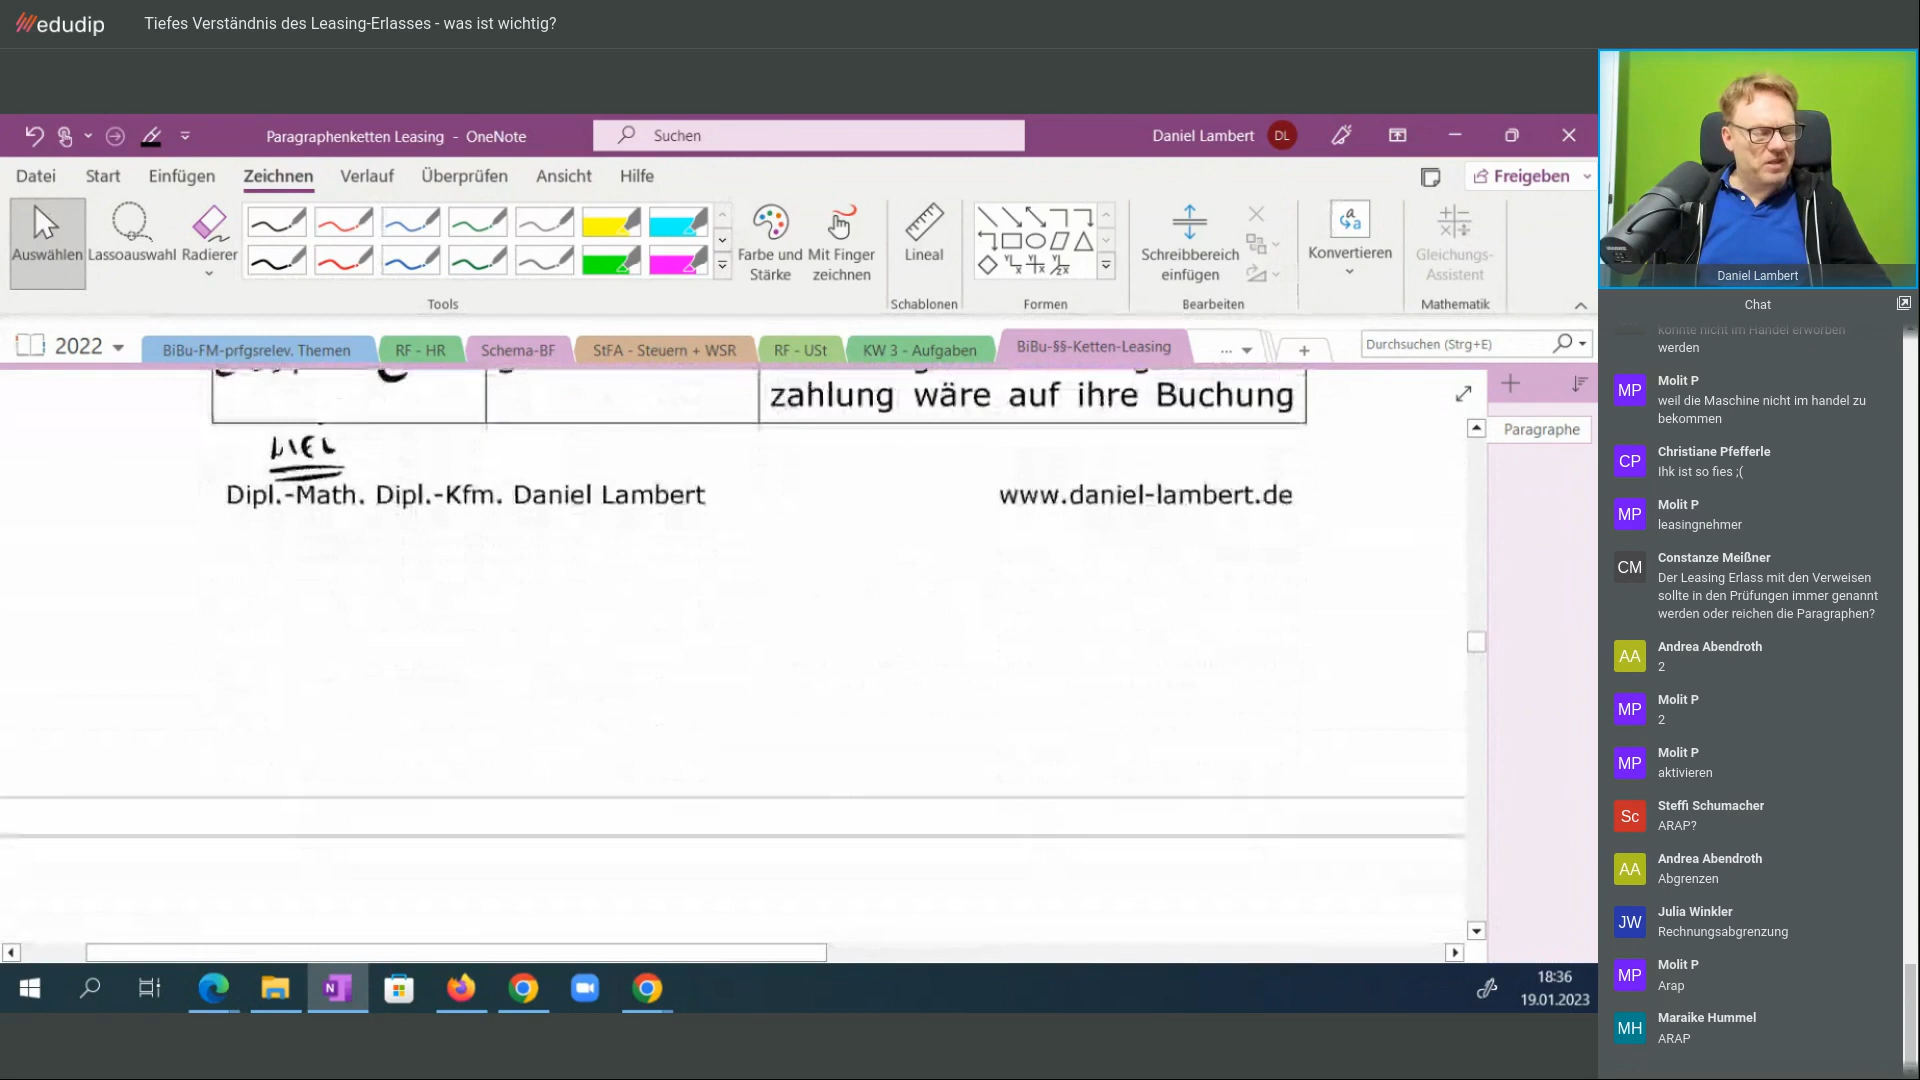 edudip
Tiefes Verständnis des Leasing-Erlasses - was ist wichtig?
Paragraphenketten Leasing - OneNote
Suchen
Daniel Lambert
DL
Datei
Start
Einfügen
Zeichnen
Verlauf
Überprüfen
Ansicht
Hilfe
Freigeben
Auswählen
Lassoauswahl
Radierer
Farbe und Stärke
Mit Finger zeichnen
Lineal
Schreibbereich einfügen
Konvertieren
Gleichungs-Assistent
Tools
Schablonen
Formen
Bearbeiten
Mathematik
2022
BiBu-FM-prfgsrelev. Themen
RF - HR
Schema-BF
StFA - Steuern + WSR
RF - USt
KW 3 - Aufgaben
BiBu-§§-Ketten-Leasing
...
Durchsuchen (Strg+E)
zahlung wäre auf ihre Buchung
Dipl.-Math. Dipl.-Kfm. Daniel Lambert
www.daniel-lambert.de
Paragraphe
18:36
19.01.2023
Daniel Lambert
Chat
konnte nicht im Handel erworben
werden
MP
Molit P
weil die Maschine nicht im handel zu
bekommen
CP
Christiane Pfefferle
Ihk ist so fies ;(
MP
Molit P
leasingnehmer
CM
Constanze Meißner
Der Leasing Erlass mit den Verweisen
sollte in den Prüfungen immer genannt
werden oder reichen die Paragraphen?
AA
Andrea Abendroth
2
MP
Molit P
2
MP
Molit P
aktivieren
Sc
Steffi Schumacher
ARAP?
AA
Andrea Abendroth
Abgrenzen
JW
Julia Winkler
Rechnungsabgrenzung
MP
Molit P
Arap
MH
Maraike Hummel
ARAP